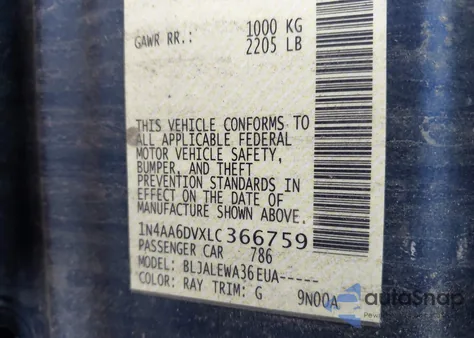 GAWR RR.: 1000 KG
2205 LB
THIS VEHICLE CONFORMS TO
ALL APPLICABLE FEDERAL
MOTOR VEHICLE SAFETY,
BUMPER, AND THEFT
PREVENTION STANDARDS IN
EFFECT ON THE DATE OF
MANUFACTURE SHOWN ABOVE.
1N4AA6DVXLC366759
PASSENGER CAR 786
MODEL: BLJALEWA36EUA-----
COLOR: RAY TRIM: G 9N00A
autoSnap